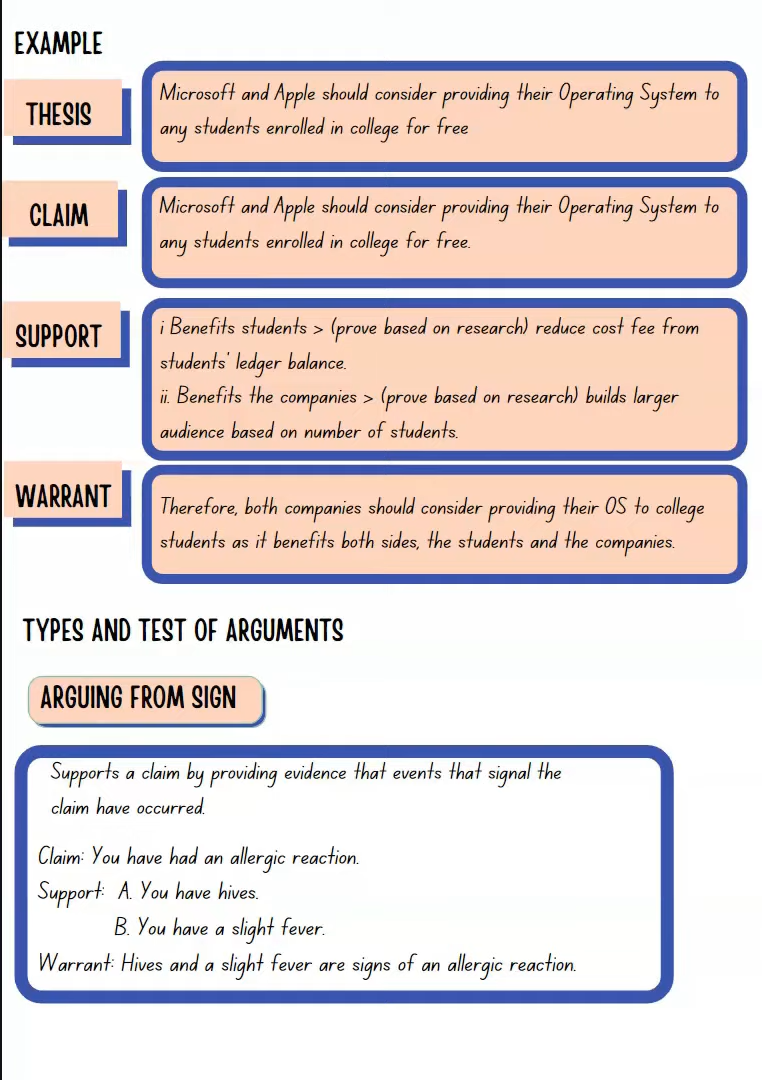 EXAMPLE
THESIS
Microsoft and Apple should consider providing their Operating System to
any students enrolled in college for free
CLAIM
Microsoft and Apple should consider providing their Operating System to
any students enrolled in college for free.
SUPPORT
i Benefits students > (prove based on research) reduce cost fee from
students' ledger balance.
ii. Benefits the companies > (prove based on research) builds larger
audience based on number of students.
WARRANT
Therefore, both companies should consider providing their OS to college
students as it benefits both sides, the students and the companies.
TYPES AND TEST OF ARGUMENTS
ARGUING FROM SIGN
Supports a claim by providing evidence that events that signal the
claim have occurred.
Claim: You have had an allergic reaction.
Support: A. You have hives.
B. You have a slight fever.
Warrant: Hives and a slight fever are signs of an allergic reaction.